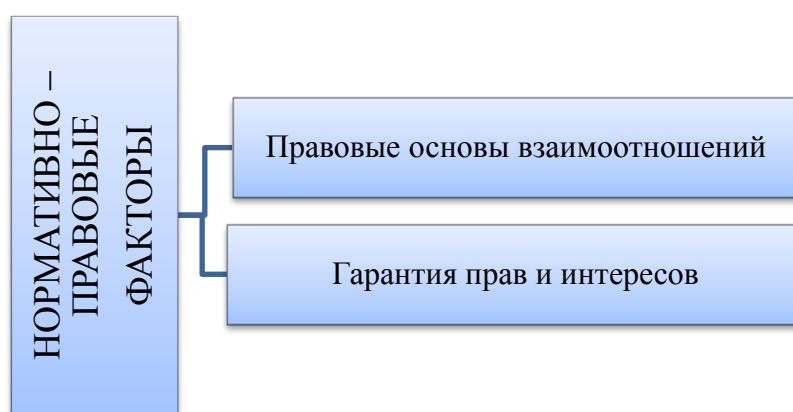 НОРМАТИВНО –
ПРАВОВЫЕ
ФАКТОРЫ
Правовые основы взаимоотношений
Гарантия прав и интересов